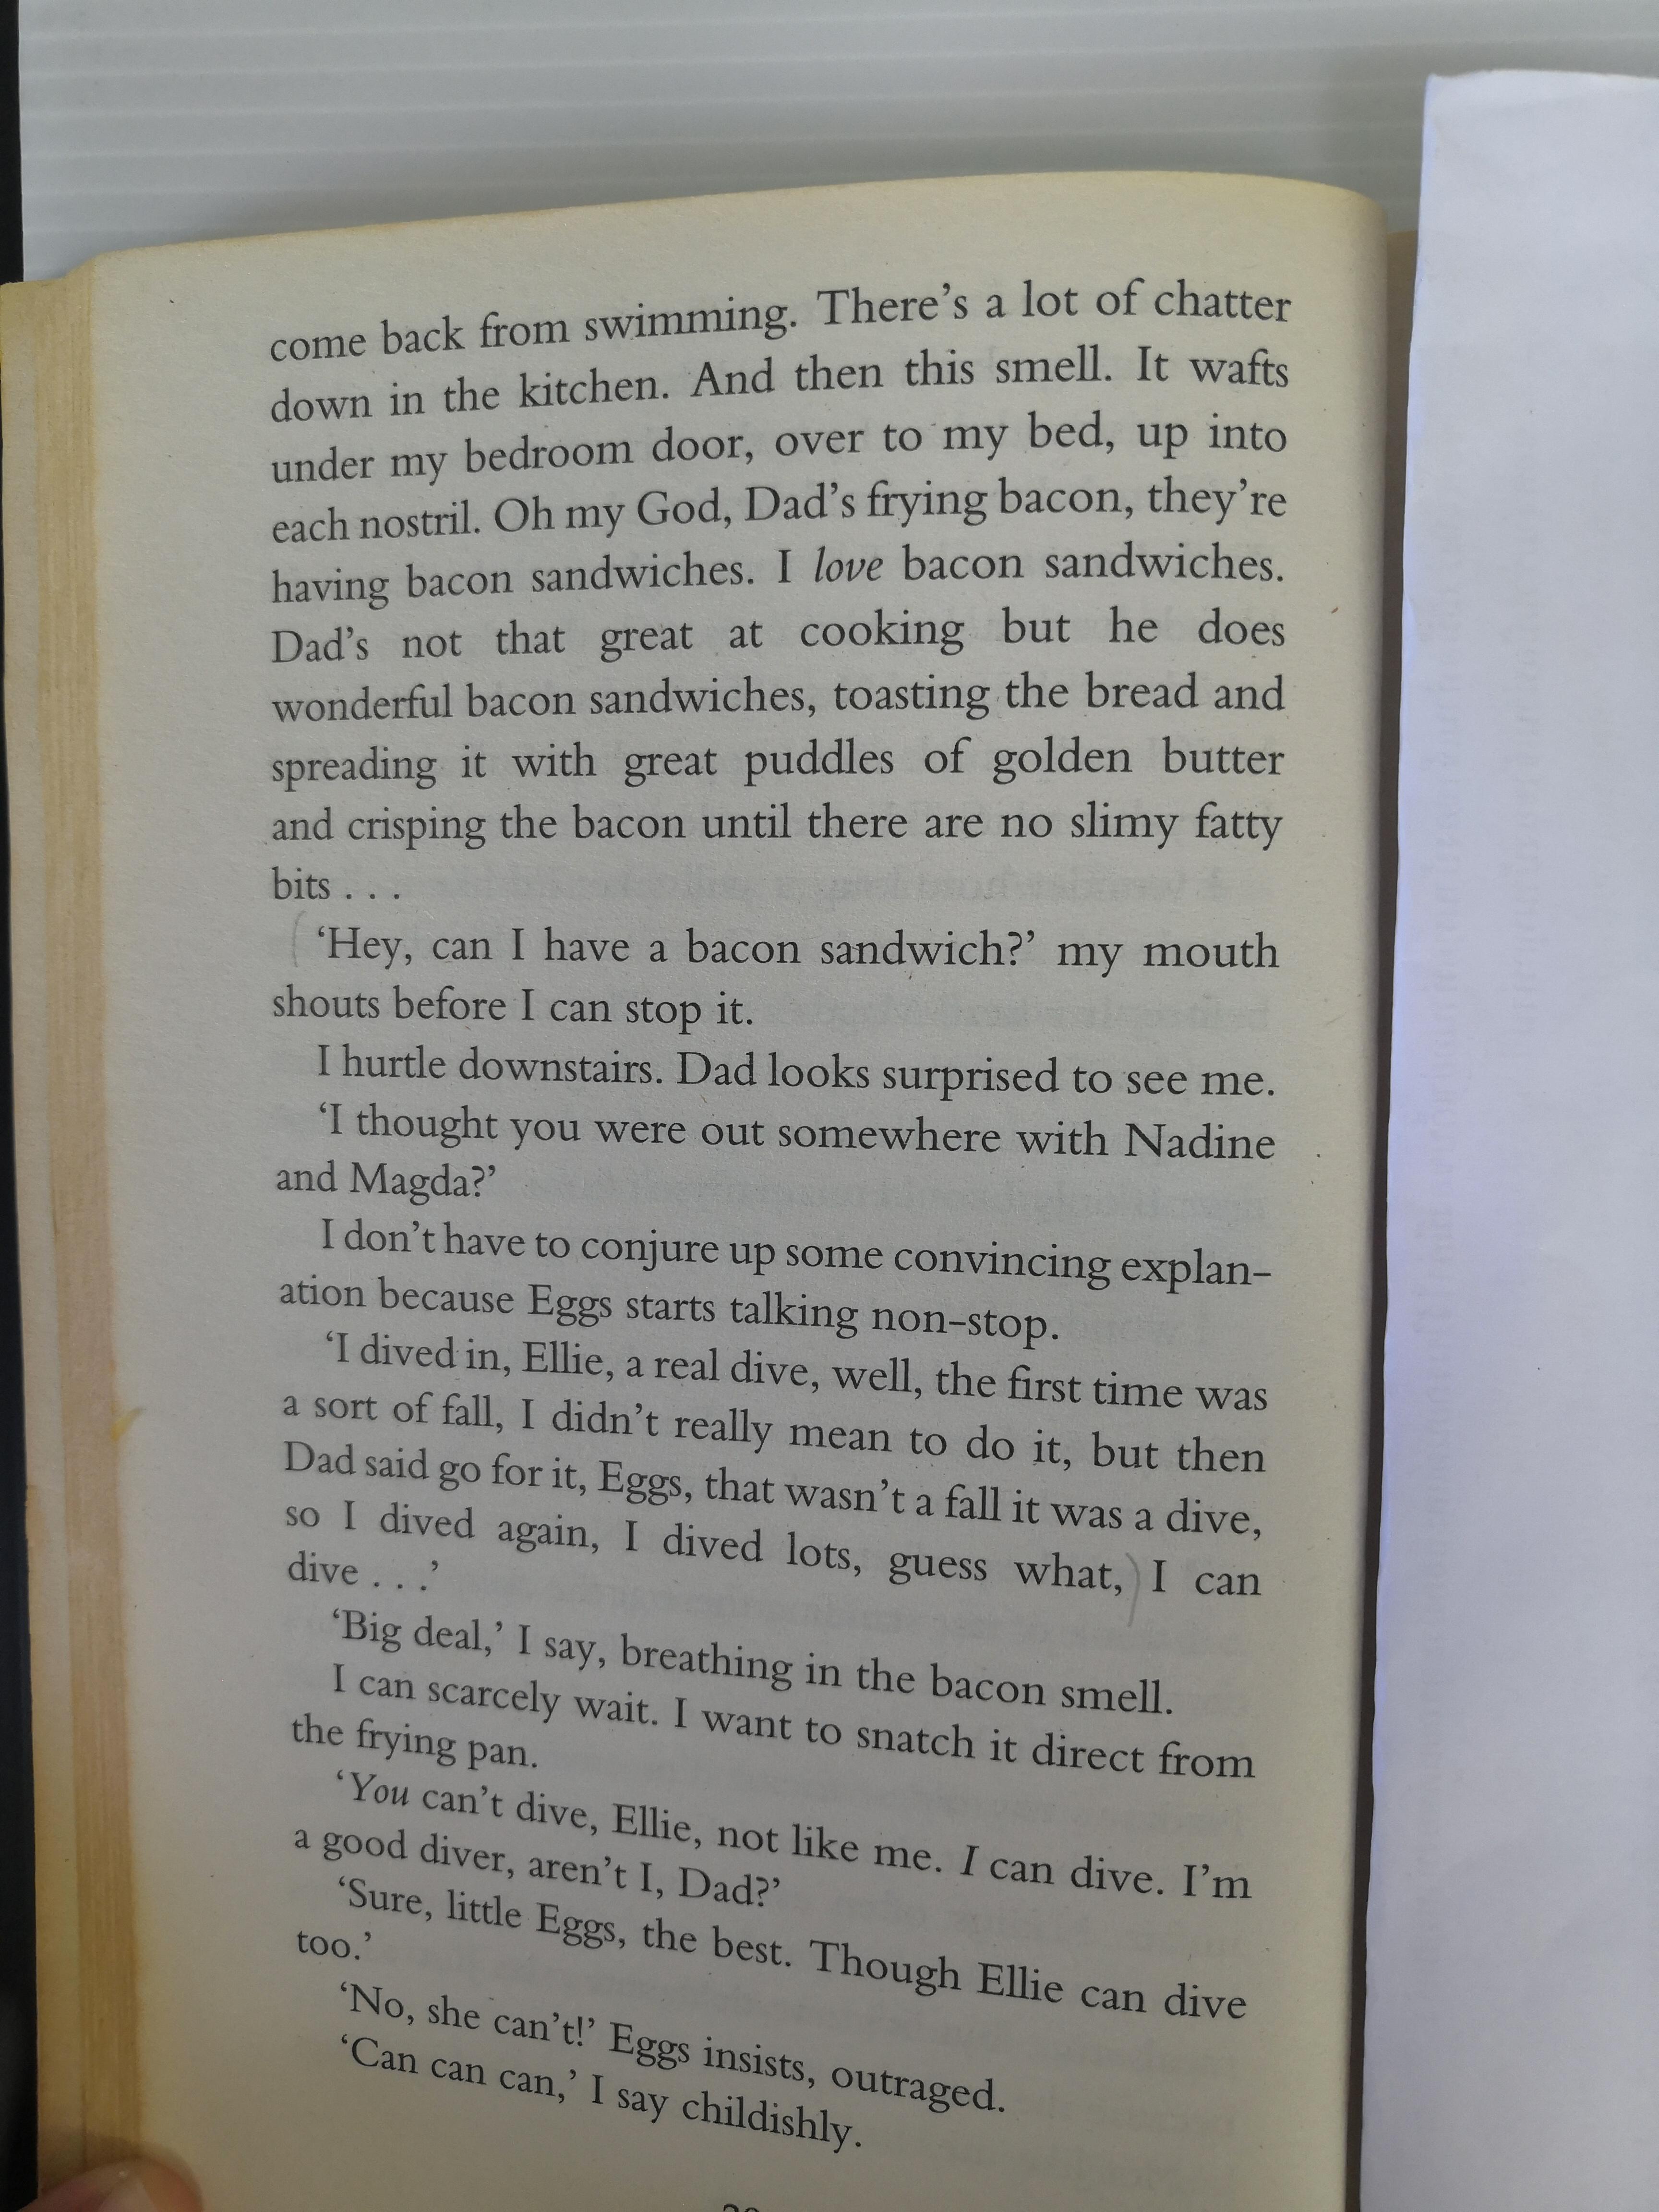 come back from swimming. There's a lot of chatter
down in the kitchen. And then this smell. It wafts
under my bedroom door, over to my bed, up into
each nostril. Oh my God, Dad's frying bacon, they're
having bacon sandwiches. I love bacon sandwiches.
Dad's not that great at cooking but he does
wonderful bacon sandwiches, toasting the bread and
spreading it with great puddles of golden butter
and crisping the bacon until there are no slimy fatty
bits . . .
‘Hey, can I have a bacon sandwich?’ my mouth
shouts before I can stop it.
I hurtle downstairs. Dad looks surprised to see me.
‘I thought you were out somewhere with Nadine
and Magda?’
I don't have to conjure up some convincing explan-
ation because Eggs starts talking non-stop.
‘I dived in, Ellie, a real dive, well, the first time was
a sort of fall, I didn't really mean to do it, but then
Dad said go for it, Eggs, that wasn't a fall it was a dive,
so I dived again, I dived lots, guess what, I can
dive . . .’
‘Big deal,’ I say, breathing in the bacon smell.
I can scarcely wait. I want to snatch it direct from
the frying pan.
‘You can't dive, Ellie, not like me. I can dive. I'm
a good diver, aren't I, Dad?’
‘Sure, little Eggs, the best. Though Ellie can dive
too.’
‘No, she can't!’ Eggs insists, outraged.
‘Can can can,’ I say childishly.